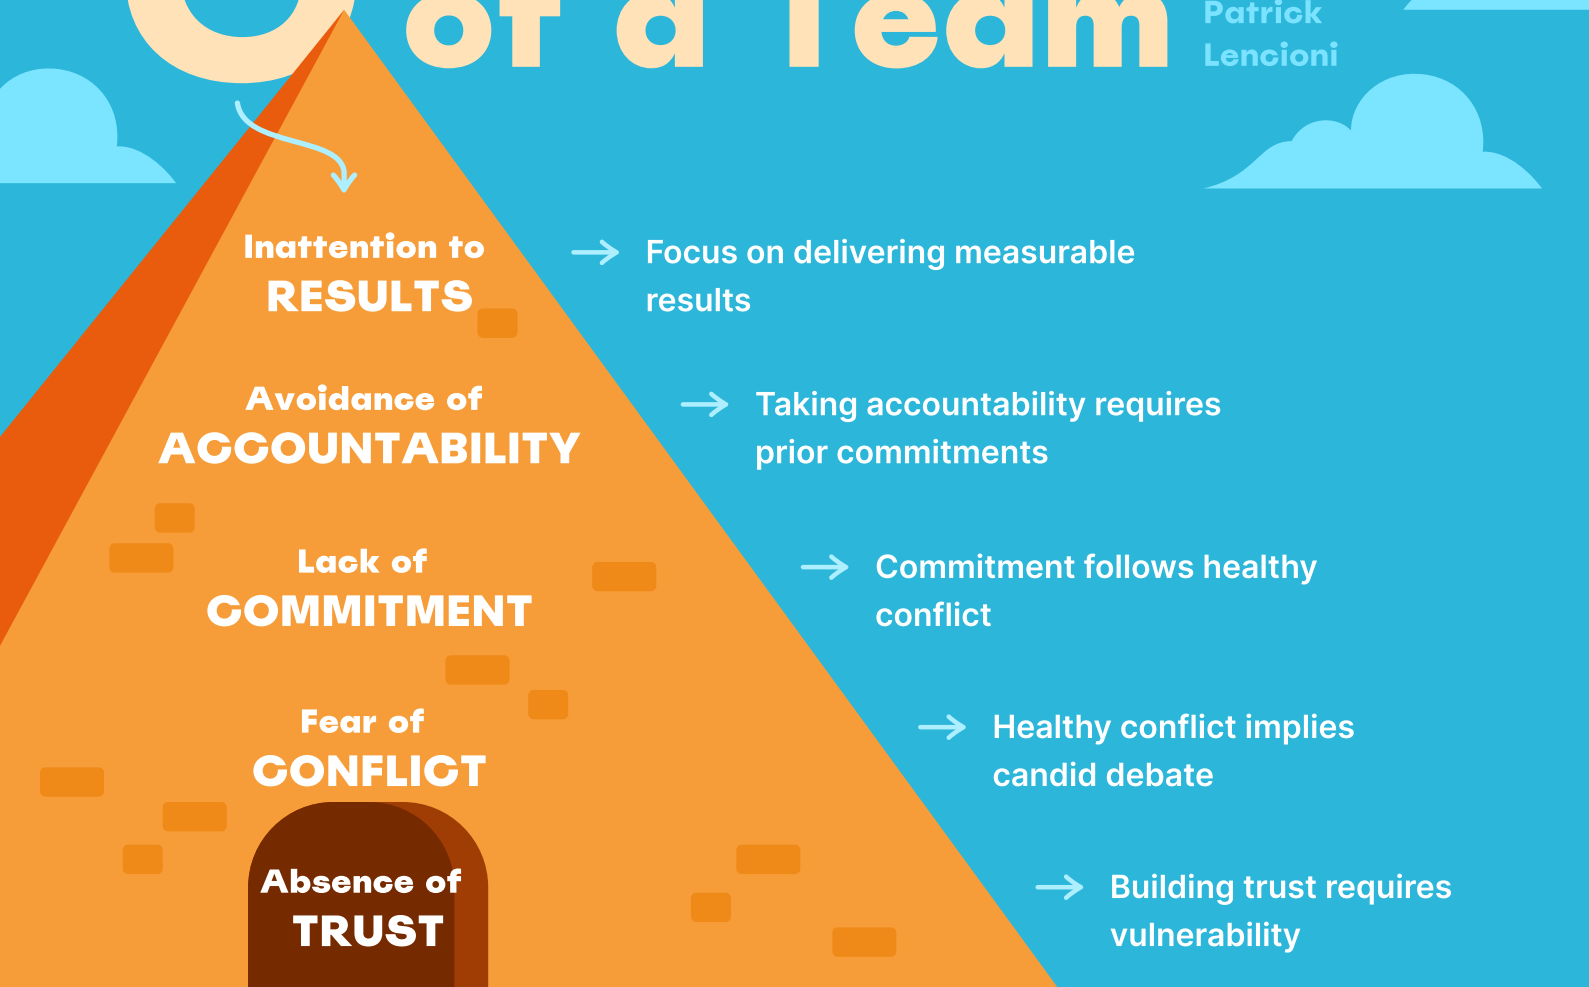 of a Team
Patrick
Lencioni
Inattention to
RESULTS
Focus on delivering measurable
results
Avoidance of
ACCOUNTABILITY
Taking accountability requires
prior commitments
Lack of
COMMITMENT
Commitment follows healthy
conflict
Fear of
CONFLICT
Healthy conflict implies
candid debate
Absence of
TRUST
Building trust requires
vulnerability